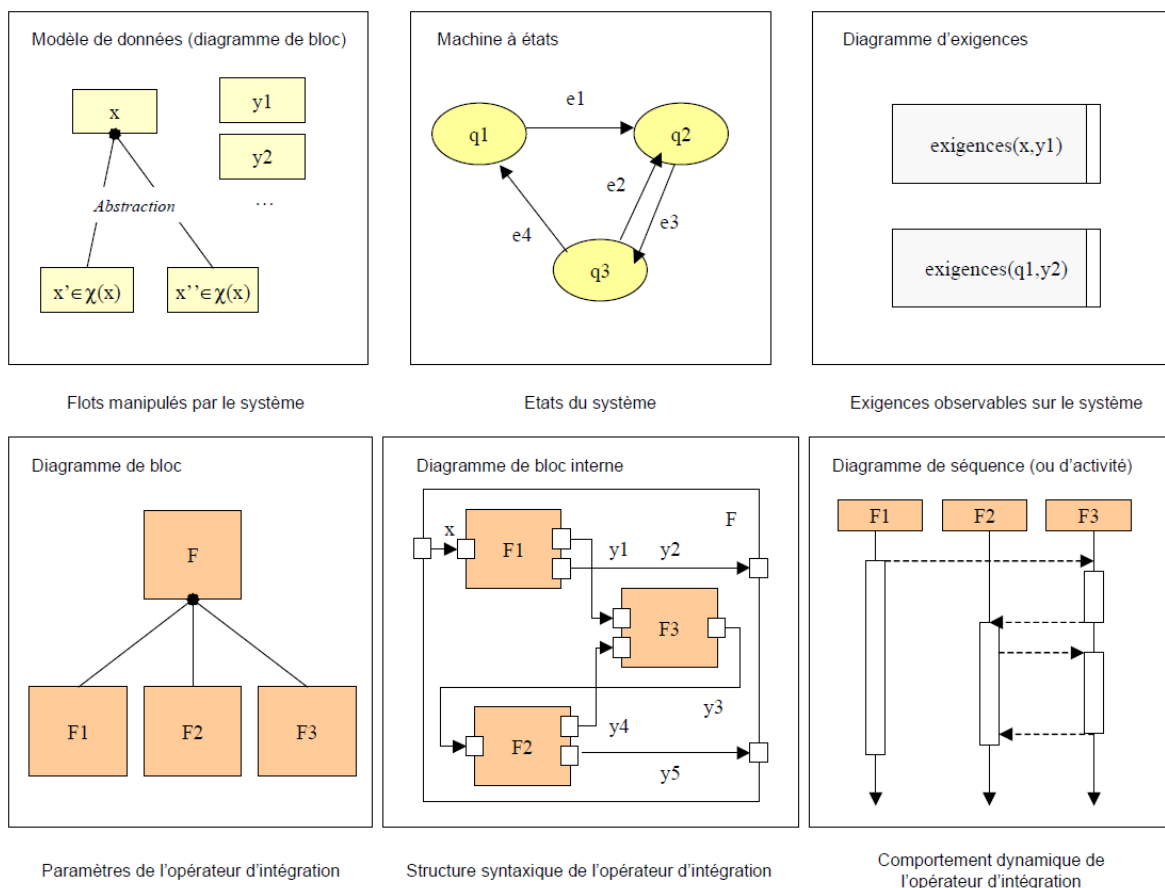 Modèle de données (diagramme de bloc)
x
y1
y2
...
Abstraction
x'∈χ(x)
x''∈χ(x)
Flots manipulés par le système
Machine à états
q1
e1
q2
e2
e3
e4
q3
Etats du système
Diagramme d'exigences
exigences(x,y1)
exigences(q1,y2)
Exigences observables sur le système
Diagramme de bloc
F
F1
F2
F3
Paramètres de l'opérateur d'intégration
Diagramme de bloc interne
x
F1
y1
y2
F
F3
y3
F2
y4
y5
Structure syntaxique de l'opérateur d'intégration
Diagramme de séquence (ou d'activité)
F1
F2
F3
Comportement dynamique de
l'opérateur d'intégration